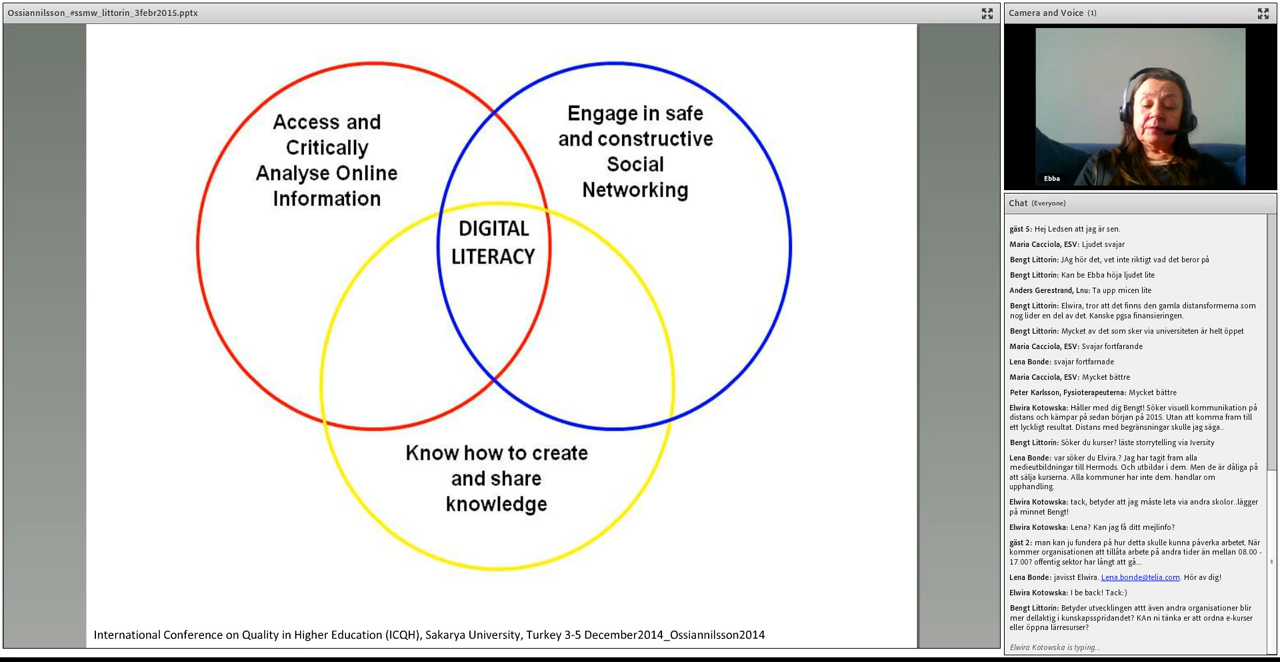 Ossiannilsson_#ssmw_littorin_3febr2015.pptx
Access and
Critically
Analyse Online
Information
Engage in safe
and constructive
Social
Networking
DIGITAL
LITERACY
Know how to create
and share
knowledge
International Conference on Quality in Higher Education (ICQH), Sakarya University, Turkey 3-5 December2014_Ossiannilsson2014
Camera and Voice (1)
Ebba
Chat (Everyone)
gäst 5: Hej Ledsen att jag är sen.
Maria Cacciola, ESV: Ljudet svajar
Bengt Littorin: JAg hör det, vet inte riktigt vad det beror på
Bengt Littorin: Kan be Ebba höja ljudet lite
Anders Gerestrand, Lnu: Ta upp micen lite
Bengt Littorin: Elwira, tror att det finns den gamla distansformerna som
nog lider en del av det. Kanske pgsa finansieringen.
Bengt Littorin: Mycket av det som sker via universiteten är helt öppet
Maria Cacciola, ESV: Svajar fortfarande
Lena Bonde: svajar fortfarnade
Maria Cacciola, ESV: Mycket bättre
Peter Karlsson, Fysioterapeuterna: Mycket bättre
Elwira Kotowska: Håller med dig Bengt! Söker visuell kommunikation på
distans och kämpar på sedan början på 2015. Utan att komma fram till
ett lyckligt resultat. Distans med begränsningar skulle jag säga..
Bengt Littorin: Söker du kurser? läste storrytelling via Iversity
Lena Bonde: var söker du Elvira.? Jag har tagit fram alla
medieutbildningar till Hermods. Och utbildar i dem. Men de är dåliga på
att sälja kurserna. Alla kommuner har inte dem. handlar om
upphandling.
Elwira Kotowska: tack, betyder att jag måste leta via andra skolor..lägger
på minnet Bengt!
Elwira Kotowska: Lena? Kan jag få ditt mejlinfo?
gäst 2: man kan ju fundera på hur detta skulle kunna påverka arbetet. När
kommer organisationen att tillåta arbete på andra tider än mellan 08.00 -
17.00? offentig sektor har långt att gå...
Lena Bonde: javisst Elwira. Lena.bonde@telia.com. Hör av dig!
Elwira Kotowska: I be back! Tack:)
Bengt Littorin: Betyder utvecklingen attt även andra organisationer blir
mer dellaktig i kunskapsspridandet? KAn ni tänka er att ordna e-kurser
eller öppna lärresurser?
Elwira Kotowska is typing...